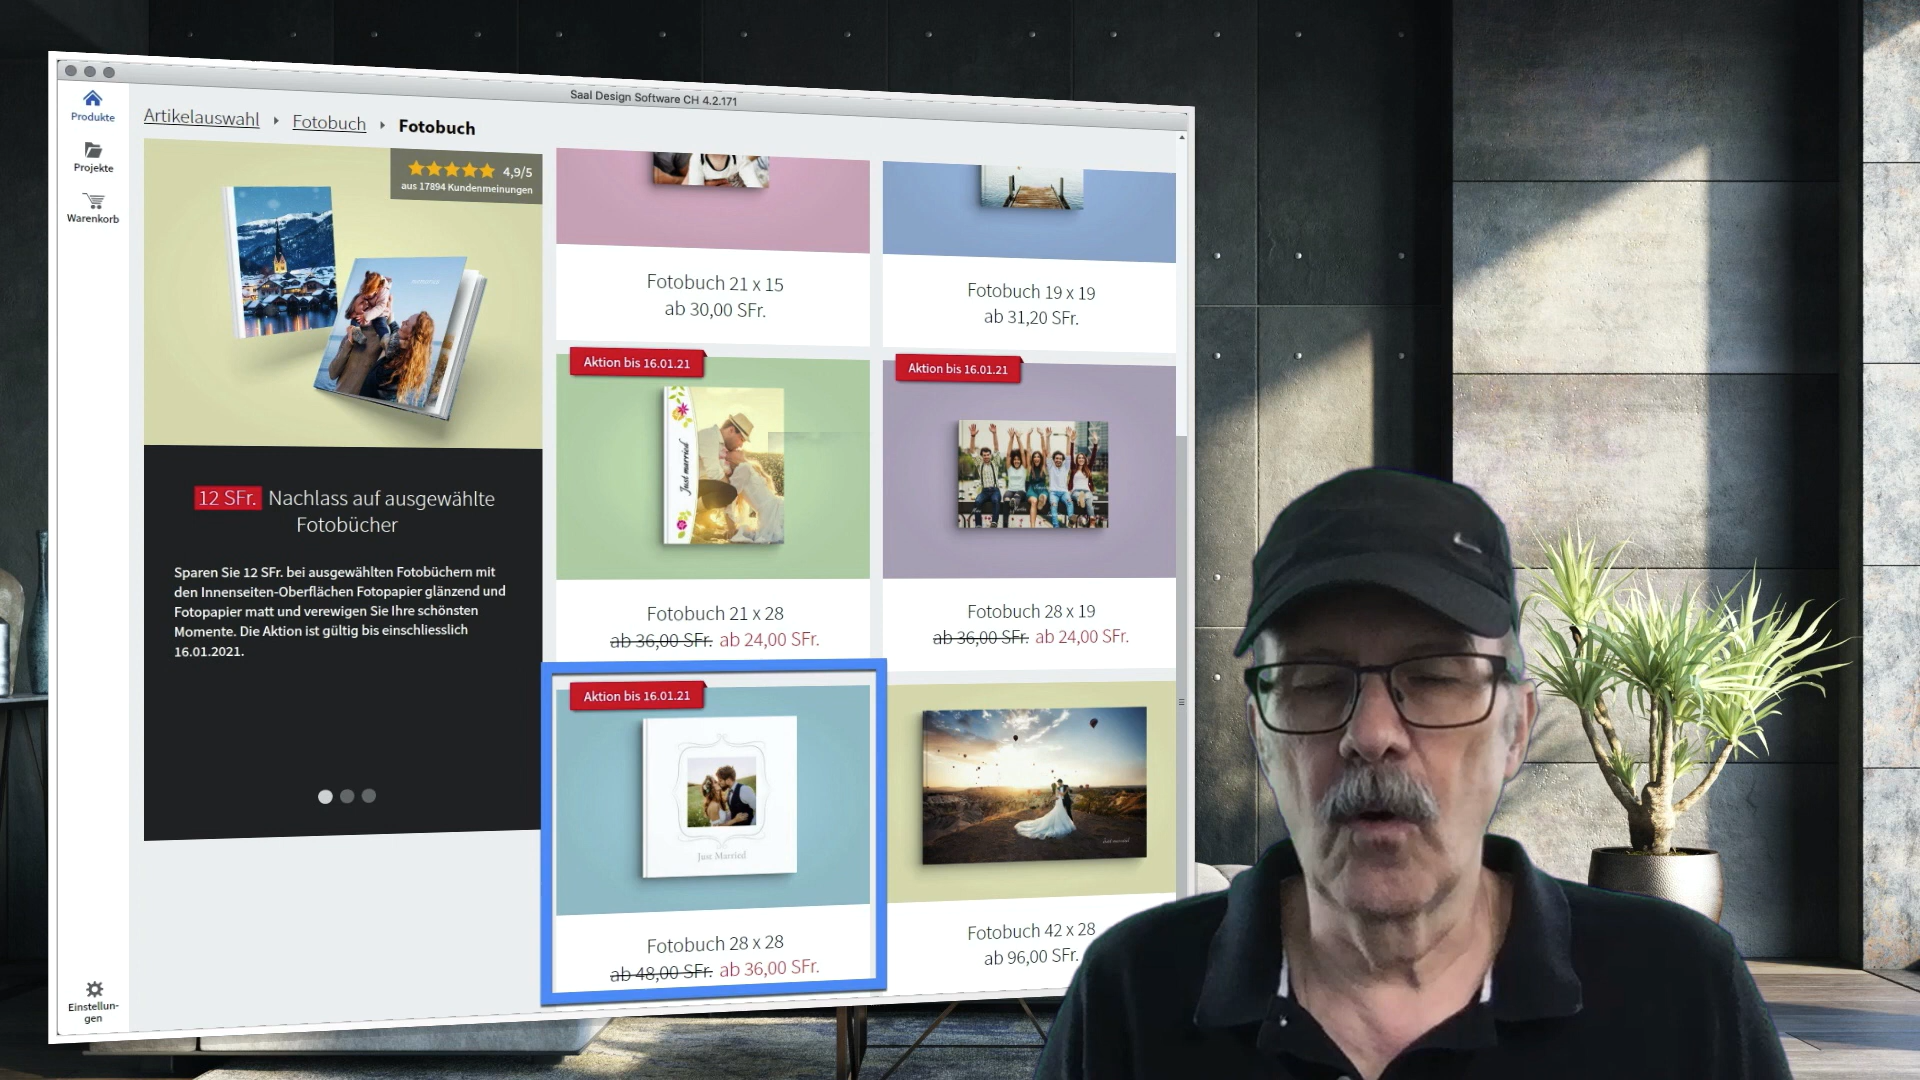 Saal Design Software CH 4.2.171
Produkte
Projekte
Warenkorb
Einstellun-
gen
Artikelauswahl
Fotobuch
Fotobuch
4,9/5
aus 17894 Kundenmeinungen
12 SFr. Nachlass auf ausgewählte
Fotobücher
Sparen Sie 12 SFr. bei ausgewählten Fotobüchern mit
den Innenseiten-Oberflächen Fotopapier glänzend und
Fotopapier matt und verewigen Sie Ihre schönsten
Momente. Die Aktion ist gültig bis einschliesslich
16.01.2021.
Fotobuch 21 x 15
ab 30,00 SFr.
Fotobuch 19 x 19
ab 31,20 SFr.
Aktion bis 16.01.21
Just married
Fotobuch 21 x 28
ab 36,00 SFr. ab 24,00 SFr.
Aktion bis 16.01.21
Fotobuch 28 x 19
ab 36,00 SFr. ab 24,00 SFr.
Aktion bis 16.01.21
Just Married
Fotobuch 28 x 28
ab 48,00 SFr. ab 36,00 SFr.
Fotobuch 42 x 28
ab 96,00 SFr.